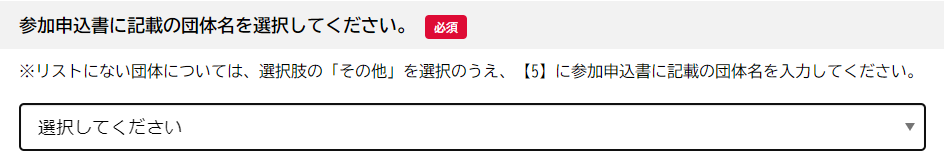 参加申込書に記載の団体名を選択してください。 必須
※リストにない団体については、選択肢の「その他」を選択のうえ、【5】に参加申込書に記載の団体名を入力してください。
選択してください